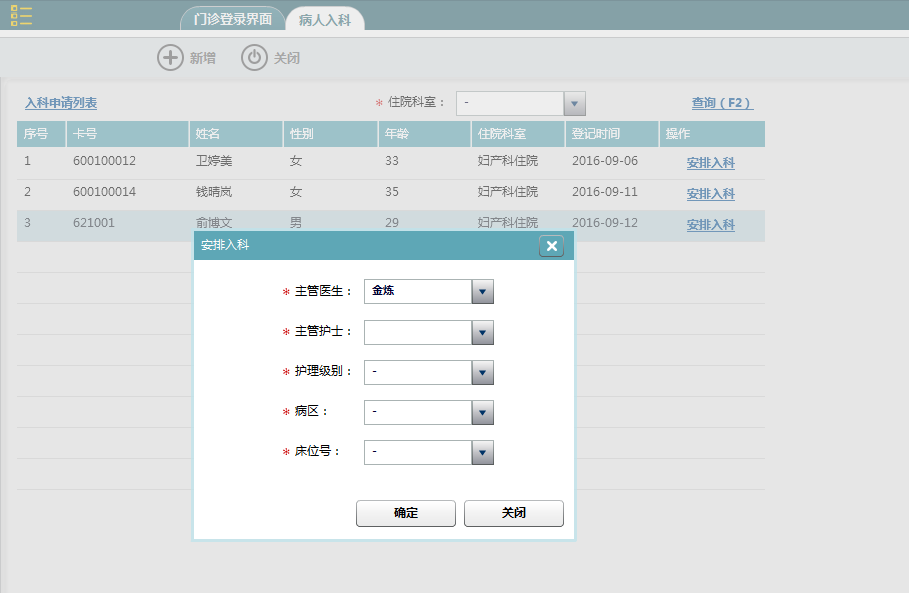 门诊登录界面 病人入科
新增 关闭
入科申请列表 * 住院科室： - 查询（F2）
序号 卡号 姓名 性别 年龄 住院科室 登记时间 操作
1 600100012 卫婷美 女 33 妇产科住院 2016-09-06 安排入科
2 600100014 钱晴岚 女 35 妇产科住院 2016-09-11 安排入科
3 621001 俞博文 男 29 妇产科住院 2016-09-12 安排入科
安排入科
* 主管医生： 金炼
* 主管护士：
* 护理级别： -
* 病区： -
* 床位号： -
确定 关闭